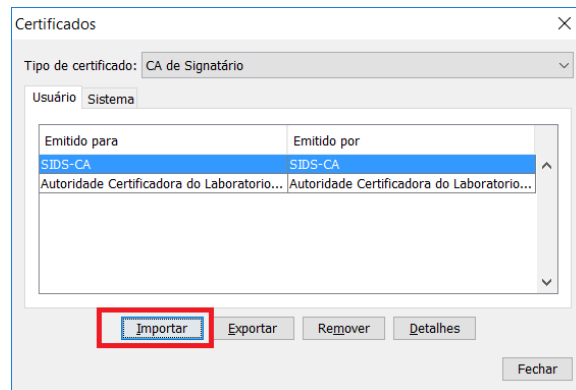 Certificados
Tipo de certificado: CA de Signatário
Usuário Sistema
Emitido para Emitido por
SIDS-CA SIDS-CA
Autoridade Certificadora do Laboratorio... Autoridade Certificadora do Laboratorio...
Importar Exportar Remover Detalhes
Fechar